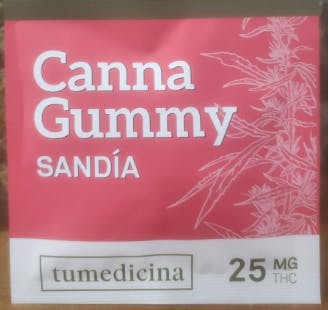 Canna
Gummy
SANDÍA
tumedicina
25 MG
THC